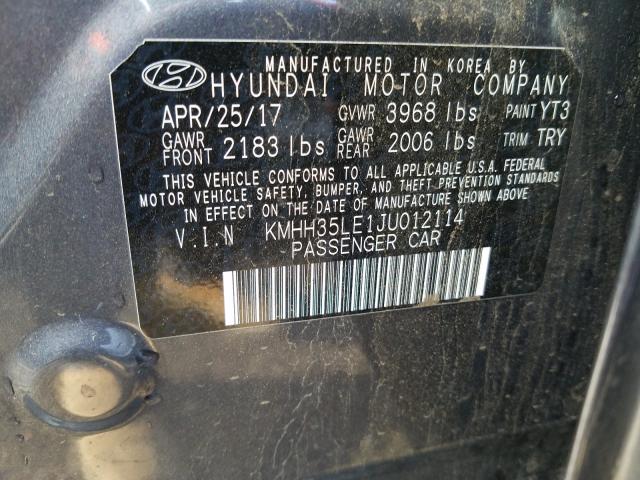 MANUFACTURED IN KOREA BY
HYUNDAI MOTOR COMPANY
APR/25/17 GVWR 3968 lbs PAINT YT3
GAWR FRONT 2183 lbs GAWR REAR 2006 lbs TRIM TRY
THIS VEHICLE CONFORMS TO ALL APPLICABLE U.S.A. FEDERAL
MOTOR VEHICLE SAFETY, BUMPER, AND THEFT PREVENTION STANDARDS
IN EFFECT ON THE DATE OF MANUFACTURE SHOWN ABOVE.
V.I.N KMHH35LE1JU012114
PASSENGER CAR